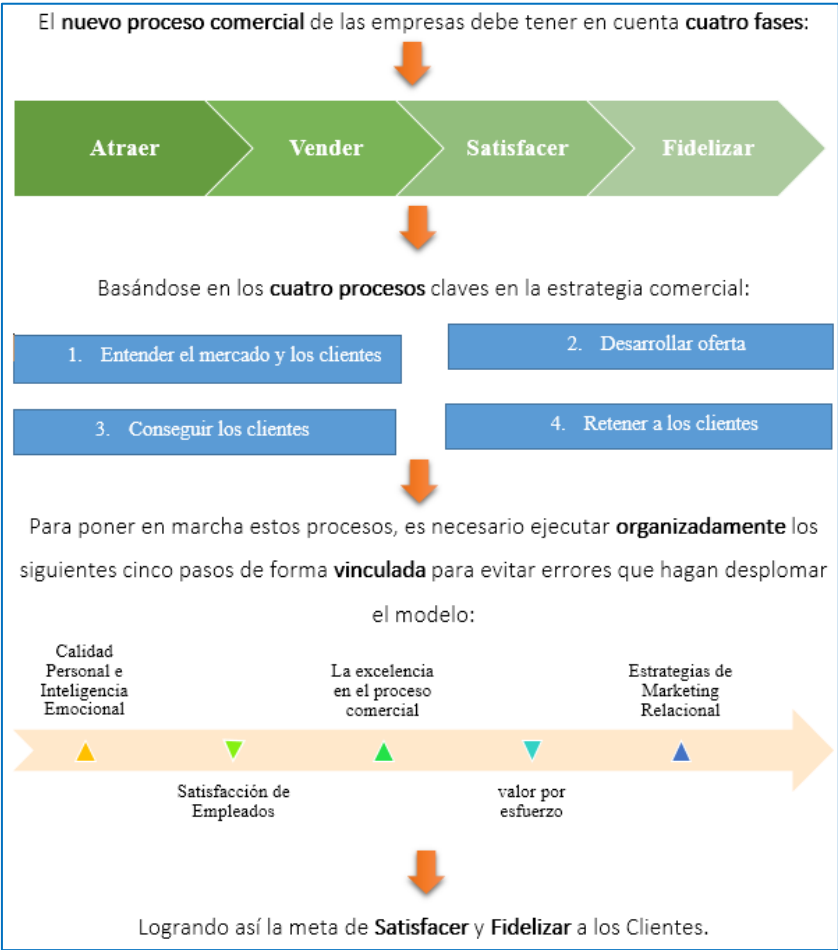 El nuevo proceso comercial de las empresas debe tener en cuenta cuatro fases:
Atraer
Vender
Satisfacer
Fidelizar
Basándose en los cuatro procesos claves en la estrategia comercial:
1. Entender el mercado y los clientes
2. Desarrollar oferta
3. Conseguir los clientes
4. Retener a los clientes
Para poner en marcha estos procesos, es necesario ejecutar organizadamente los
siguientes cinco pasos de forma vinculada para evitar errores que hagan desplomar
el modelo:
Calidad
Personal e
Inteligencia
Emocional
Satisfacción de
Empleados
La excelencia
en el proceso
comercial
valor por
esfuerzo
Estrategias de
Marketing
Relacional
Logrando así la meta de Satisfacer y Fidelizar a los Clientes.